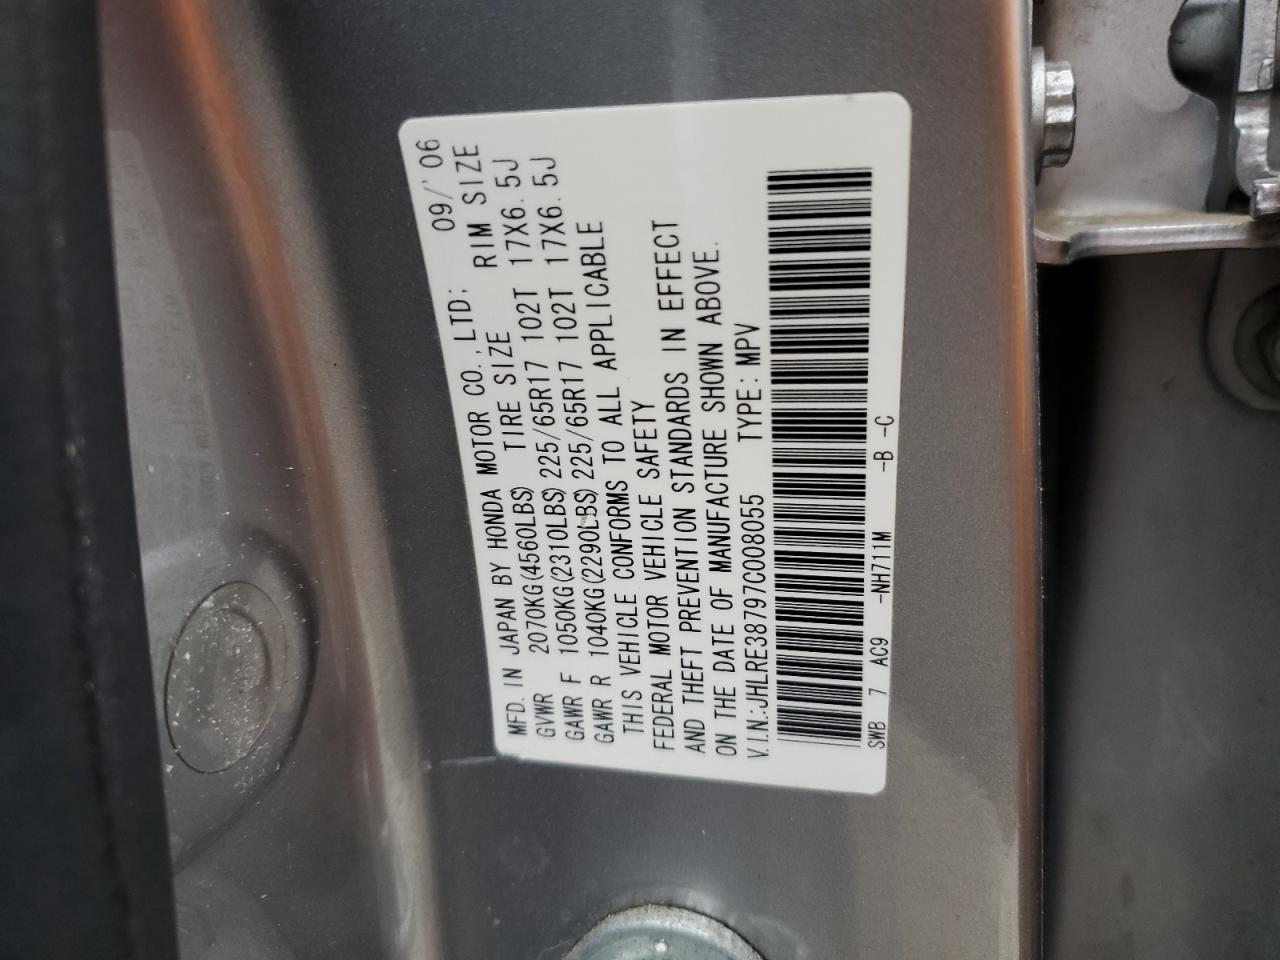 MFD. IN JAPAN BY HONDA MOTOR CO., LTD. 09/'06
GVWR 2070KG(4560LBS) TIRE SIZE RIM SIZE
GAWR F 1050KG(2310LBS) 225/65R17 102T 17X6.5J
GAWR R 1040KG(2290LBS) 225/65R17 102T 17X6.5J
THIS VEHICLE CONFORMS TO ALL APPLICABLE
FEDERAL MOTOR VEHICLE SAFETY
AND THEFT PREVENTION STANDARDS IN EFFECT
ON THE DATE OF MANUFACTURE SHOWN ABOVE.
V.I.N.:JHLRE38797C008055 TYPE: MPV
SWB 7 AC9 -NH711M -B -C